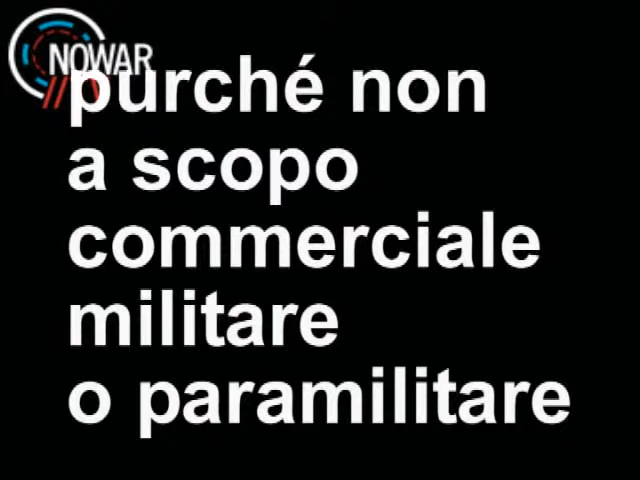 NOWAR
purché non
a scopo
commerciale
militare
o paramilitare